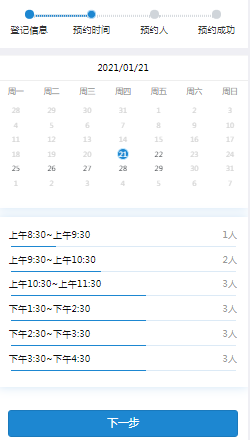 登记信息 预约时间 预约人 预约成功
2021/01/21
周一 周二 周三 周四 周五 周六 周日
28 29 30 31 1 2 3
4 5 6 7 8 9 10
11 12 13 14 15 16 17
18 19 20 21 22 23 24
25 26 27 28 29 30 31
1 2 3 4 5 6 7
上午8:30~上午9:30 1人
上午9:30~上午10:30 2人
上午10:30~上午11:30 3人
下午1:30~下午2:30 3人
下午2:30~下午3:30 3人
下午3:30~下午4:30 3人
下一步